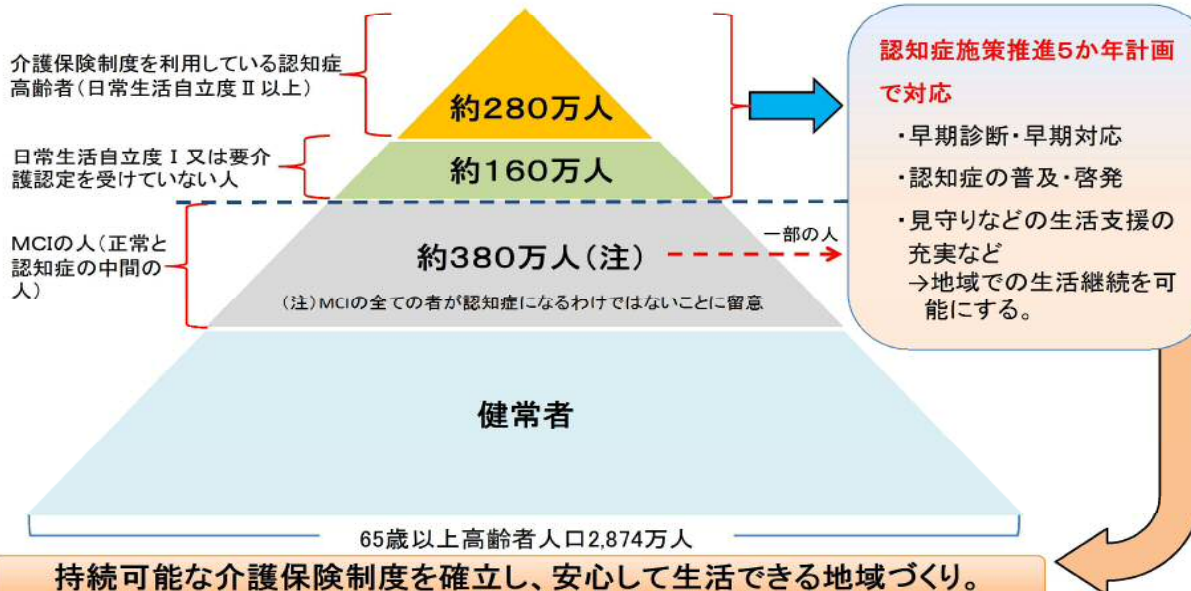 介護保険制度を利用している認知症
高齢者(日常生活自立度Ⅱ以上)
約280万人
日常生活自立度Ⅰ又は要介
護認定を受けていない人
約160万人
MCIの人(正常と
認知症の中間の
人)
約380万人(注)
(注)MCIの全ての者が認知症になるわけではないことに留意
一部の人
健常者
65歳以上高齢者人口2,874万人
認知症施策推進5か年計画
で対応
・早期診断・早期対応
・認知症の普及・啓発
・見守りなどの生活支援の
充実など
→地域での生活継続を可
能にする。
持続可能な介護保険制度を確立し、安心して生活できる地域づくり。